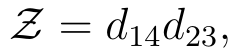 𝒵 = d₁₄d₂₃,